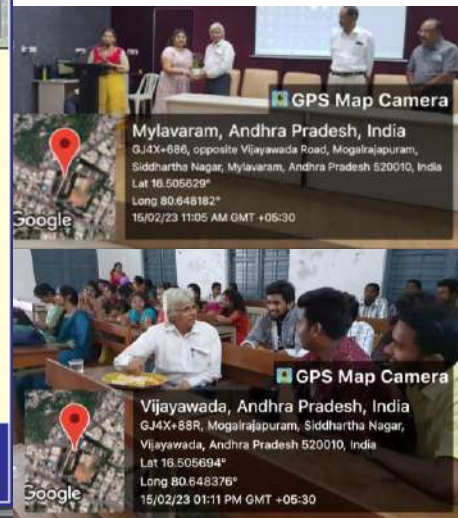 GPS Map Camera
Mylavaram, Andhra Pradesh, India
GJ4X+686, opposite Vijayawada Road, Mogalrajapuram,
Siddhartha Nagar, Mylavaram, Andhra Pradesh 520010, India
Lat 16.505629°
Long 80.648182°
15/02/23 11:05 AM GMT +05:30
Google
GPS Map Camera
Vijayawada, Andhra Pradesh, India
GJ4X+88R, Mogalrajapuram, Siddhartha Nagar,
Vijayawada, Andhra Pradesh 520010, India
Lat 16.505694°
Long 80.648376°
15/02/23 01:11 PM GMT +05:30
Google